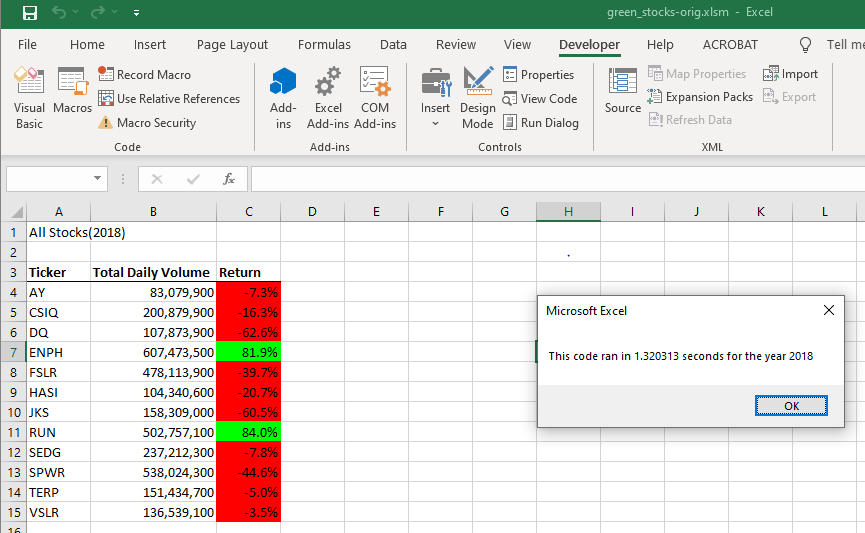 green_stocks-orig.xlsm - Excel
File Home Insert Page Layout Formulas Data Review View Developer Help ACROBAT Tell me
Visual Basic
Macros
Record Macro
Use Relative References
Macro Security
Code
Add-ins
Excel Add-ins
COM Add-ins
Add-ins
Insert
Design Mode
Properties
View Code
Run Dialog
Controls
Source
Map Properties
Expansion Packs
Refresh Data
Import
Export
XML
fx
A B C D E F G H I J K L
1 All Stocks(2018)
2 .
3 Ticker Total Daily Volume Return
4 AY 83,079,900 -7.3%
5 CSIQ 200,879,900 -16.3%
6 DQ 107,873,900 -62.6%
7 ENPH 607,473,500 81.9%
8 FSLR 478,113,900 -39.7%
9 HASI 104,340,600 -20.7%
10 JKS 158,309,000 -60.5%
11 RUN 502,757,100 84.0%
12 SEDG 237,212,300 -7.8%
13 SPWR 538,024,300 -44.6%
14 TERP 151,434,700 -5.0%
15 VSLR 136,539,100 -3.5%
16
Microsoft Excel
This code ran in 1.320313 seconds for the year 2018
OK